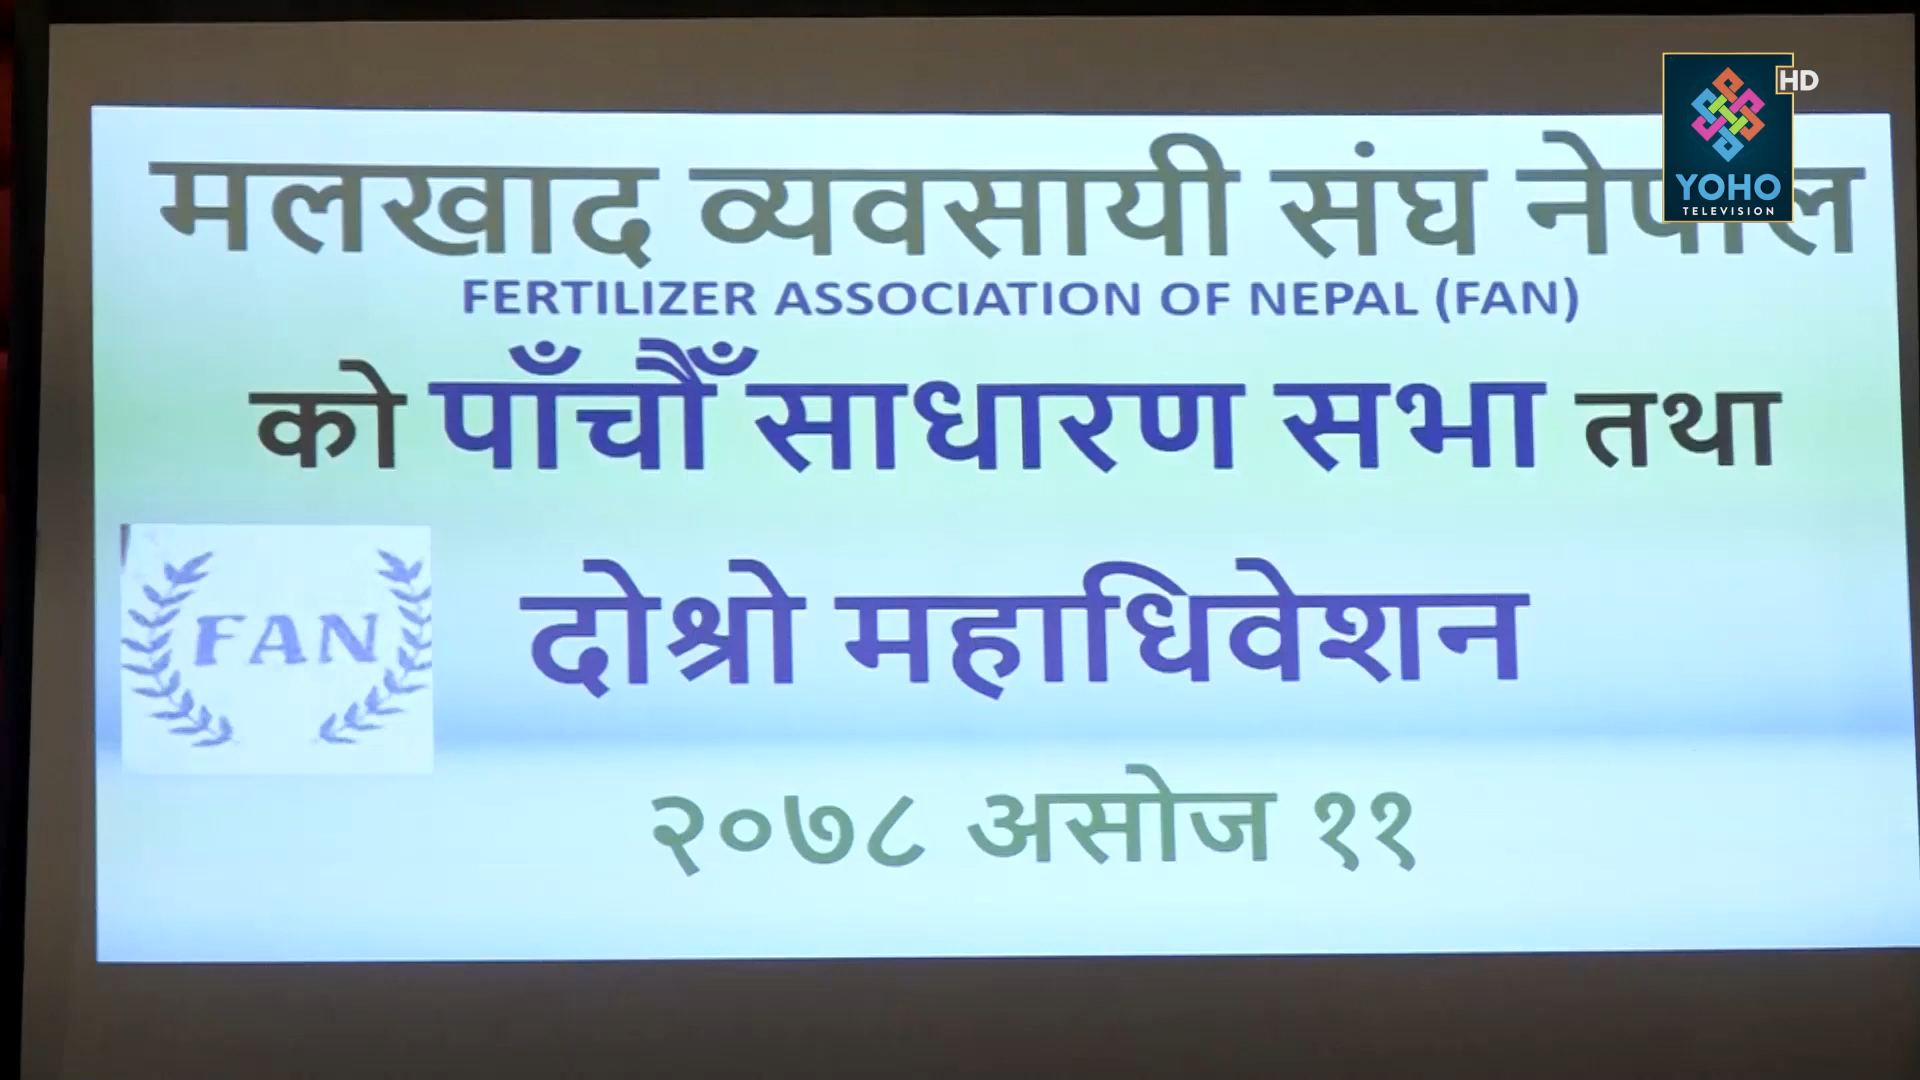 HD
YOHO
TELEVISION
मलखाद व्यवसायी संघ नेपाल
FERTILIZER ASSOCIATION OF NEPAL (FAN)
को पाँचौँ साधारण सभा तथा
FAN
दोश्रो महाधिवेशन
२०७८ असोज ११